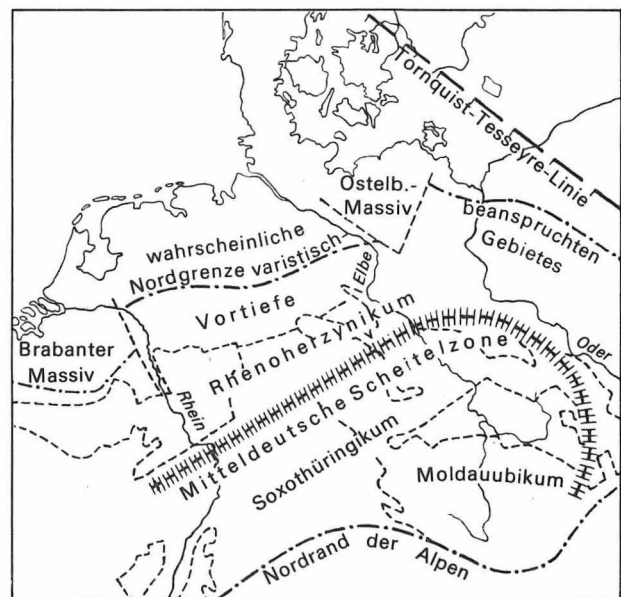 Tornquist-Tesseyre-Linie
Ostelb.-
Massiv
beanspruchten
Gebietes
wahrscheinliche
Nordgrenze varistisch
Elbe
Vortiefe
Rhenoherzynikum
Oder
Brabanter
Massiv
Rhein
Mitteldeutsche Scheitelzone
Soxothüringikum
Moldauubikum
Nordrand der Alpen